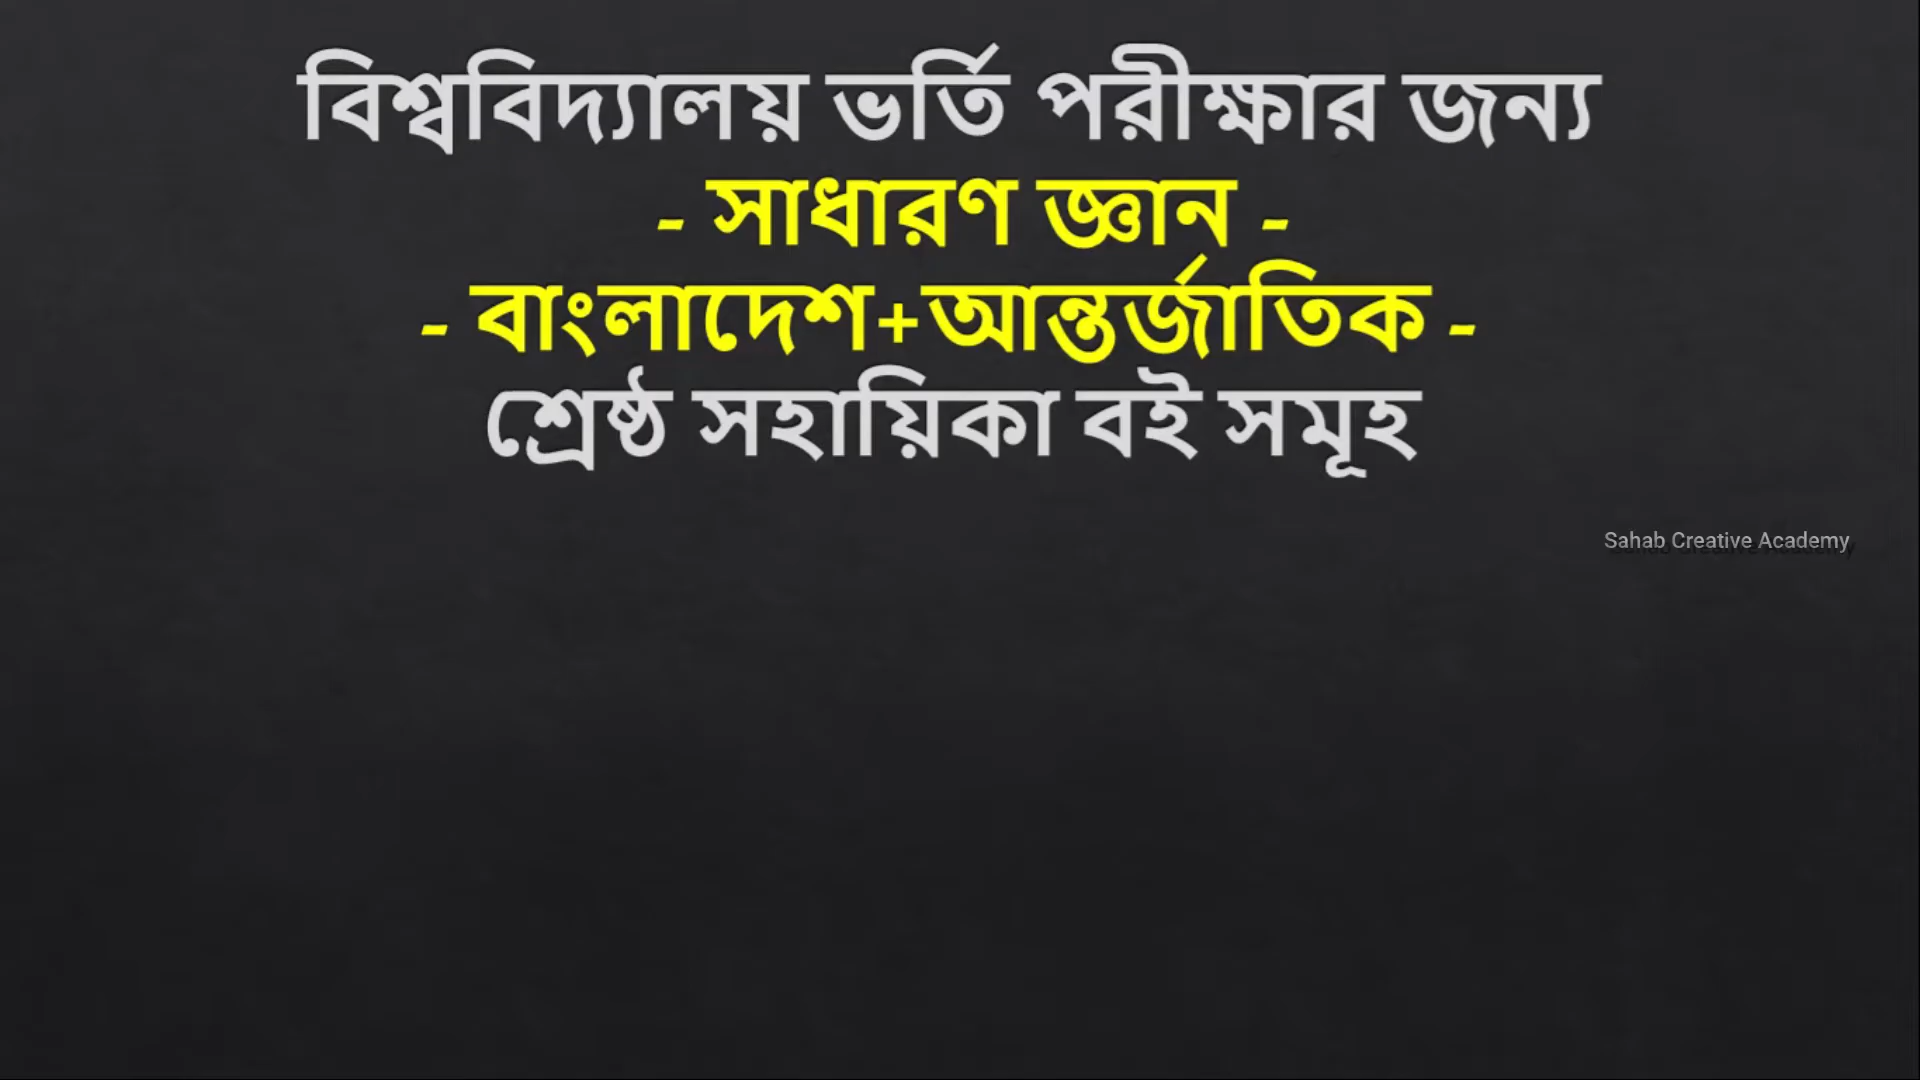 বিশ্ববিদ্যালয় ভর্তি পরীক্ষার জন্য
- সাধারণ জ্ঞান -
- বাংলাদেশ+আন্তর্জাতিক -
শ্রেষ্ঠ সহায়িকা বই সমূহ
Sahab Creative Academy